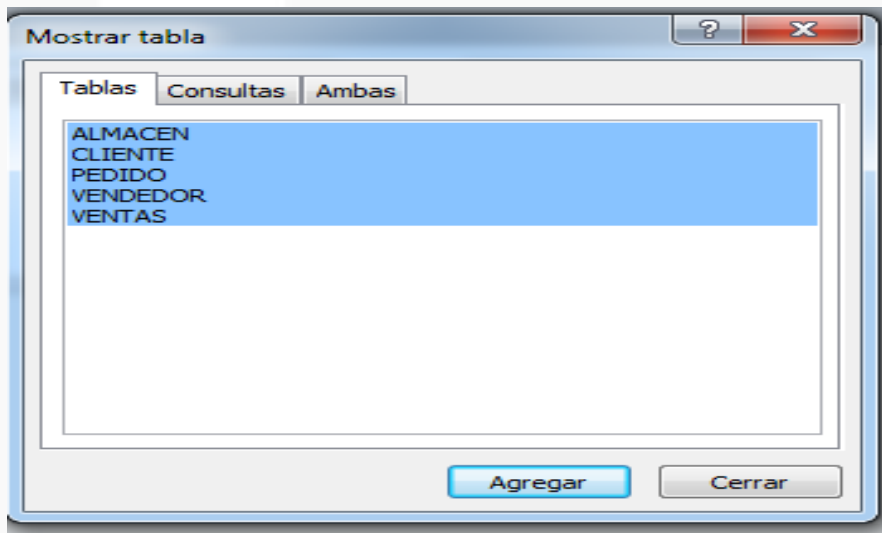 Mostrar tabla
Tablas Consultas Ambas
ALMACEN
CLIENTE
PEDIDO
VENDEDOR
VENTAS
Agregar Cerrar